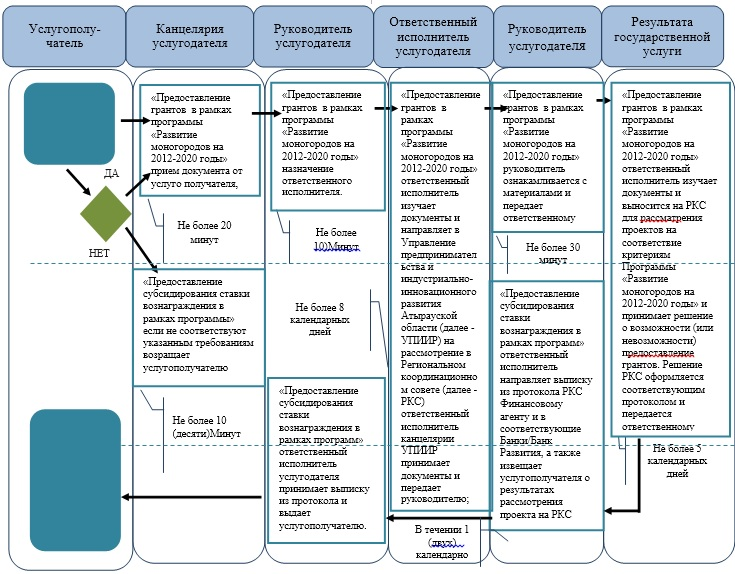 Услугополу-
чатель
Канцелярия
услугодателя
Руководитель
услугодателя
Ответственный
исполнитель
услугодателя
Руководитель
услугодателя
Результата
государственной
услуги
ДА
НЕТ
«Предоставление
грантов в рамках
программы
«Развитие
моногородов на
2012-2020 годы»
прием документа от
услуго получателя,
Не более 20
минут
«Предоставление
субсидирования ставки
вознаграждения в
рамках программы»
если не соответствуют
указанным требованиям
возращает
услугополучателю
Не более 10
(десяти)Минут
«Предоставление
грантов в рамках
программы
«Развитие
моногородов на
2012-2020 годы»
назначение
ответственного
исполнителя.
Не более
10)Минут
Не более 8
календарных
дней
«Предоставление
субсидирования
ставки
вознаграждения в
рамках программ»
ответственный
исполнитель
услугодателя
принимает выписку
из протокола и
выдает
услугополучателю.
«Предоставление
грантов в
рамках
программы
«Развитие
моногородов на
2012-2020 годы»
ответственный
исполнитель
изучает
документы и
направляет в
Управление
предпринимател
ьства и
индустриально-
инновационного
развития
Атырауской
области (далее -
УПИИР) на
рассмотрение в
Региональном
координационно
м совете (далее -
РКС)
ответственный
исполнитель
канцелярии
УПИИР
принимает
документы и
передает
руководителю;
В течении 1
(двух)
календарно
«Предоставление
грантов в рамках
программы
«Развитие
моногородов на
2012-2020 годы»
руководитель
ознакамливается с
материалами и
передает
ответственному
Не более 30
минут
«Предоставление
субсидирования
ставки
вознаграждения в
рамках программ»
ответственный
исполнитель
направляет выписку
из протокола РКС
Финансовому
агенту и в
соответствующие
Банки/Банк
Развития, а также
извещает
услугополучателя о
результатах
рассмотрения
проекта на РКС
«Предоставление
грантов в рамках
программы
«Развитие
моногородов на
2012-2020 годы»
ответственный
исполнитель изучает
документы и
выносится на РКС
для рассматрения
проектов на
соответствие
критериям
Программы
«Развитие
моногородов на
2012-2020 годы» и
принимает решение
о возможности (или
невозможности)
предоставление
грантов. Решение
РКС оформляется
соответствующим
протоколом и
передается
ответственному
Не более 5
календарных
дней